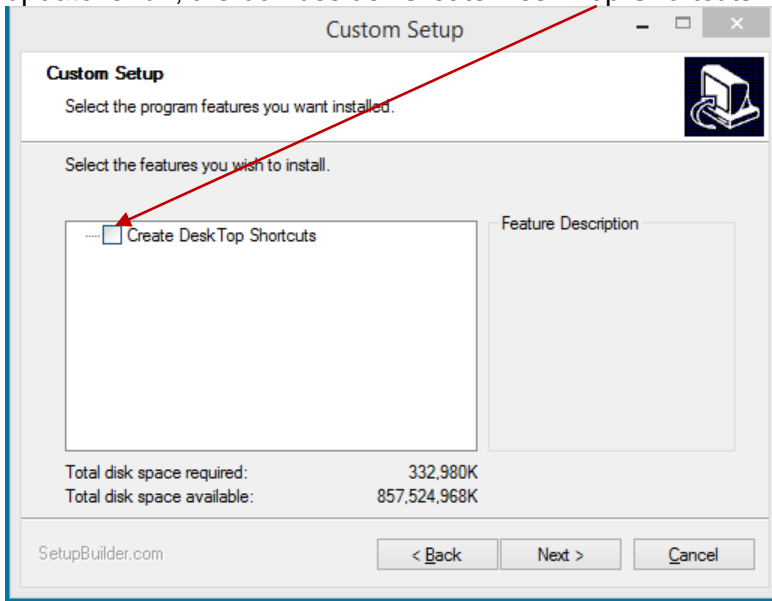 Custom Setup
Custom Setup
Select the program features you want installed.
Select the features you wish to install.
Create DeskTop Shortcuts
Feature Description
Total disk space required: 332,980K
Total disk space available: 857,524,968K
SetupBuilder.com
< Back Next > Cancel